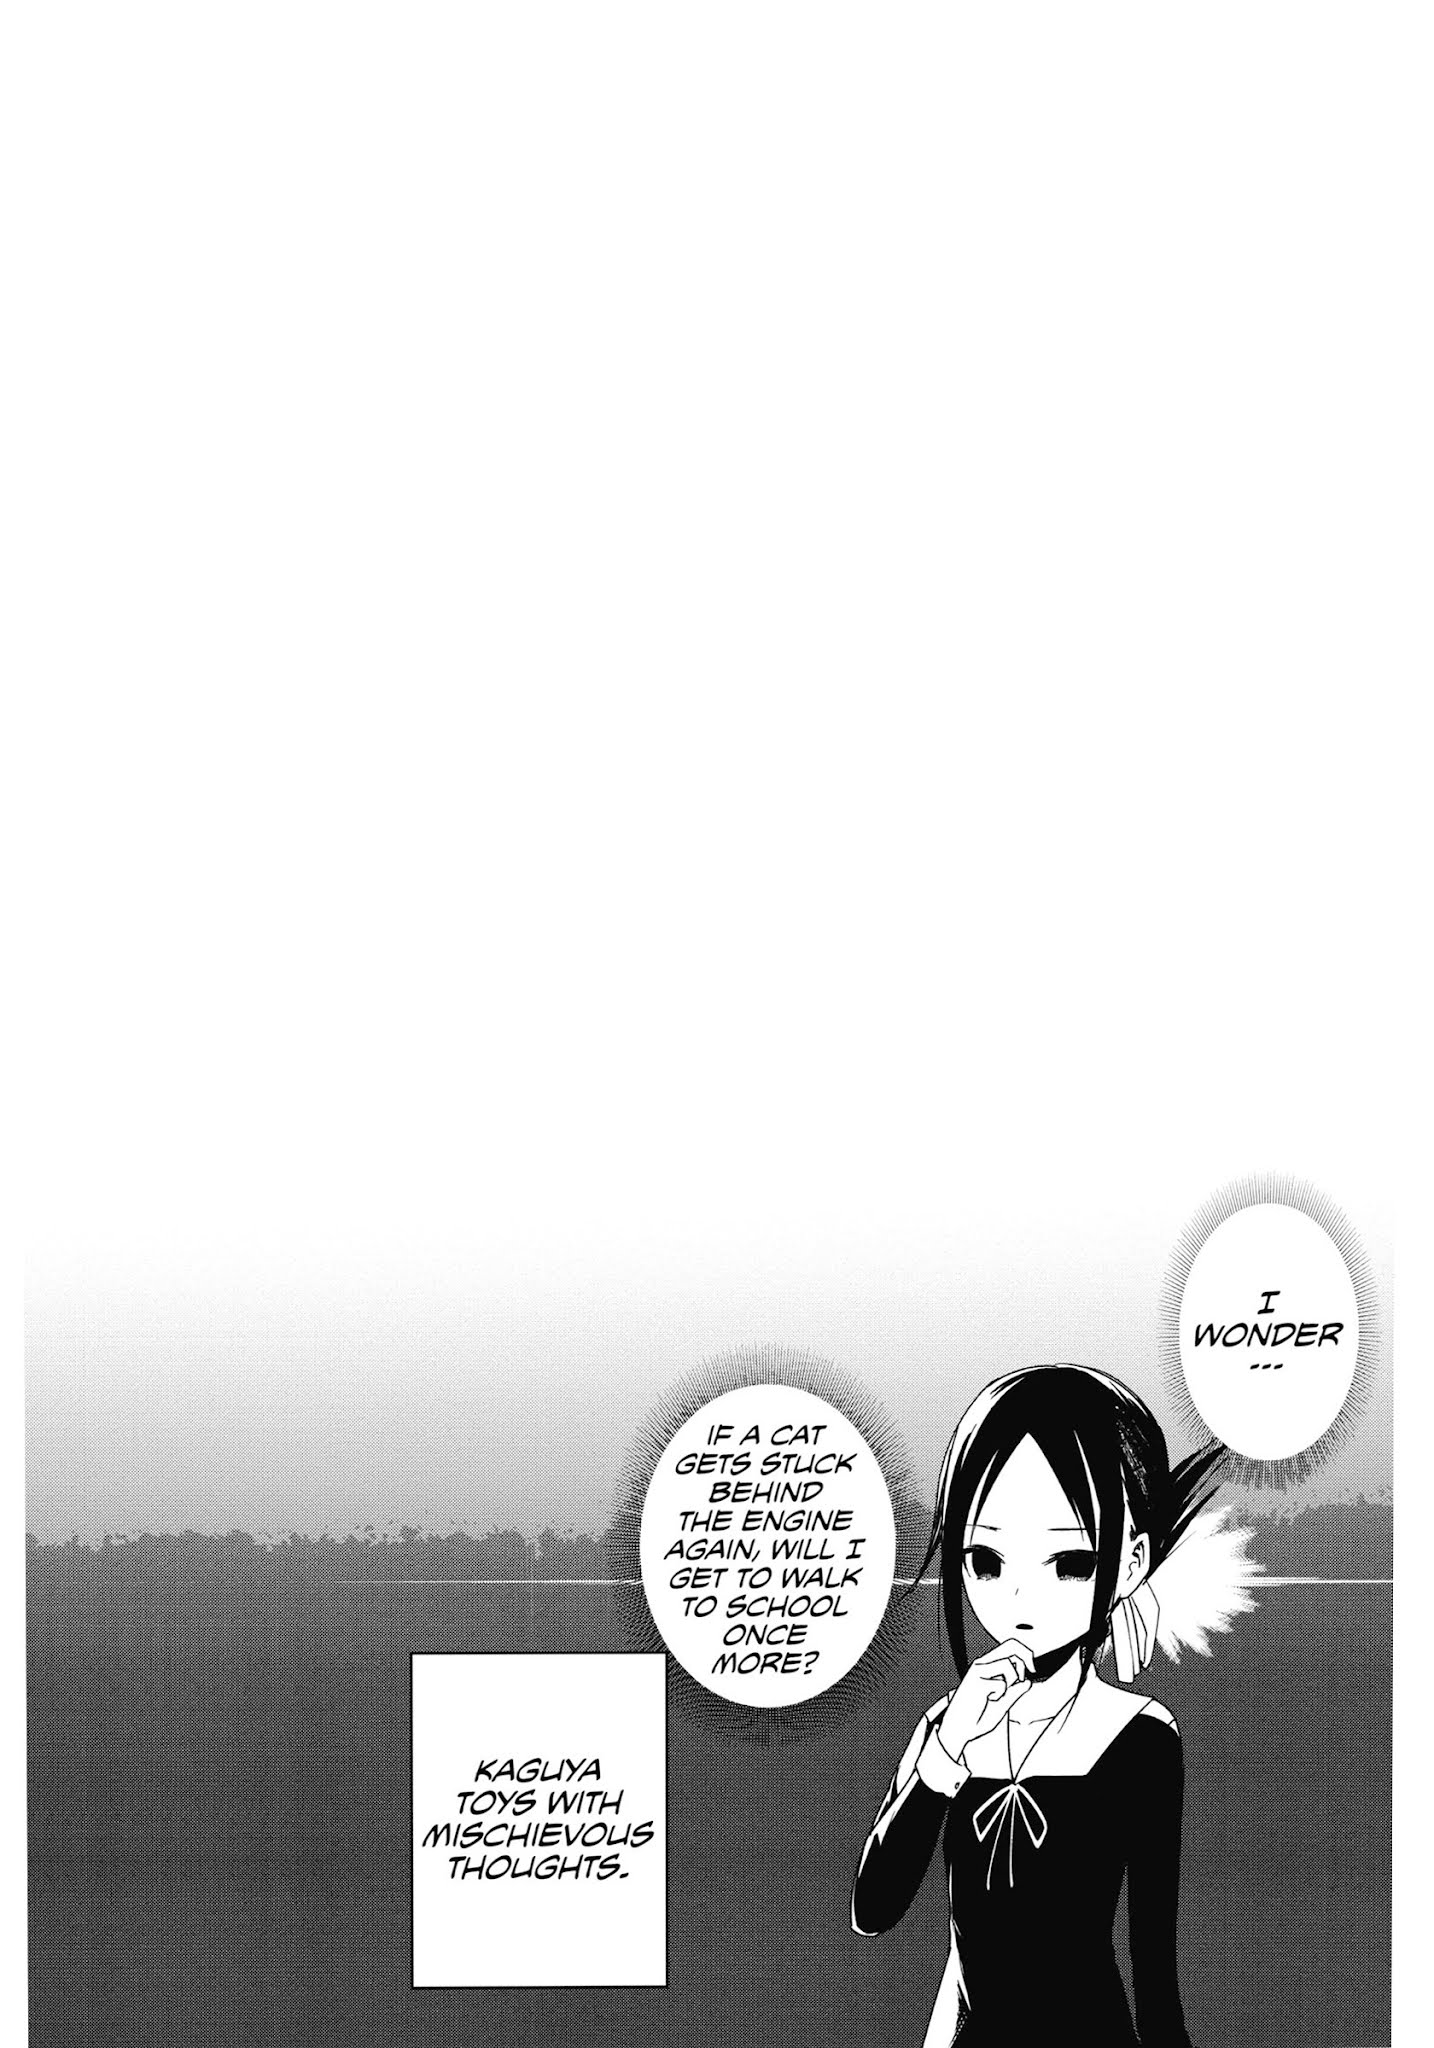 I
WONDER
...
IF A CAT
GETS STUCK
BEHIND
THE ENGINE
AGAIN, WILL I
GET TO WALK
TO SCHOOL
ONCE
MORE?
KAGUYA
TOYS WITH
MISCHIEVOUS
THOUGHTS.